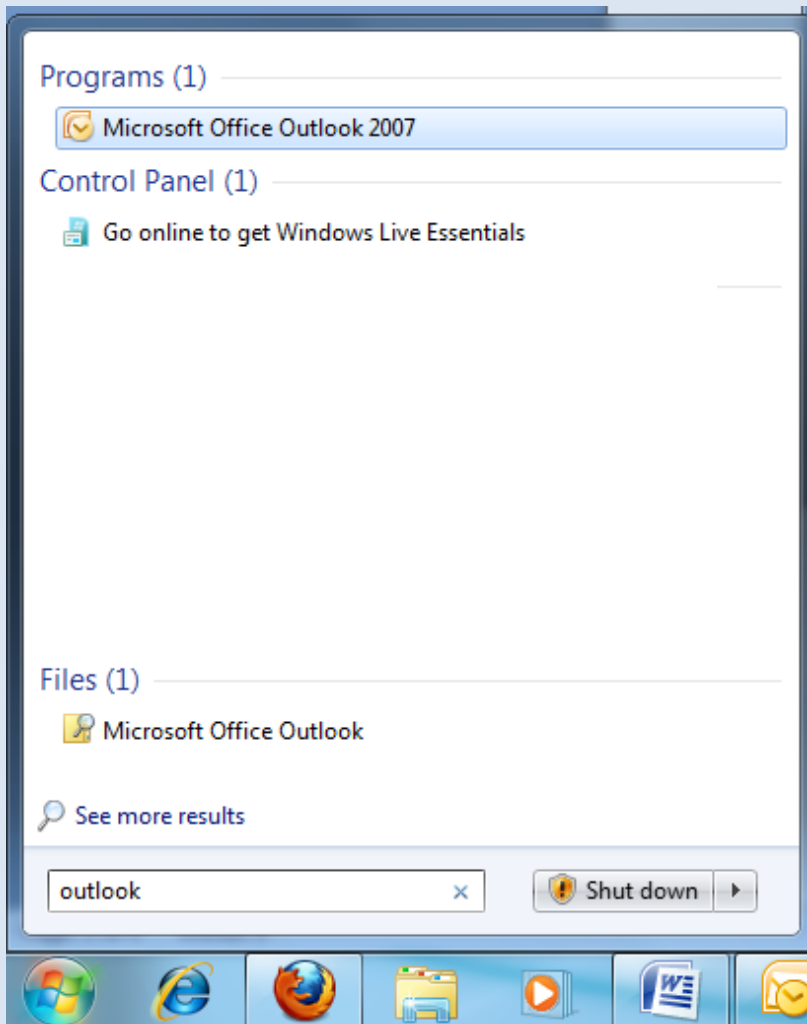 Programs (1)
Microsoft Office Outlook 2007
Control Panel (1)
Go online to get Windows Live Essentials
Files (1)
Microsoft Office Outlook
See more results
outlook
Shut down